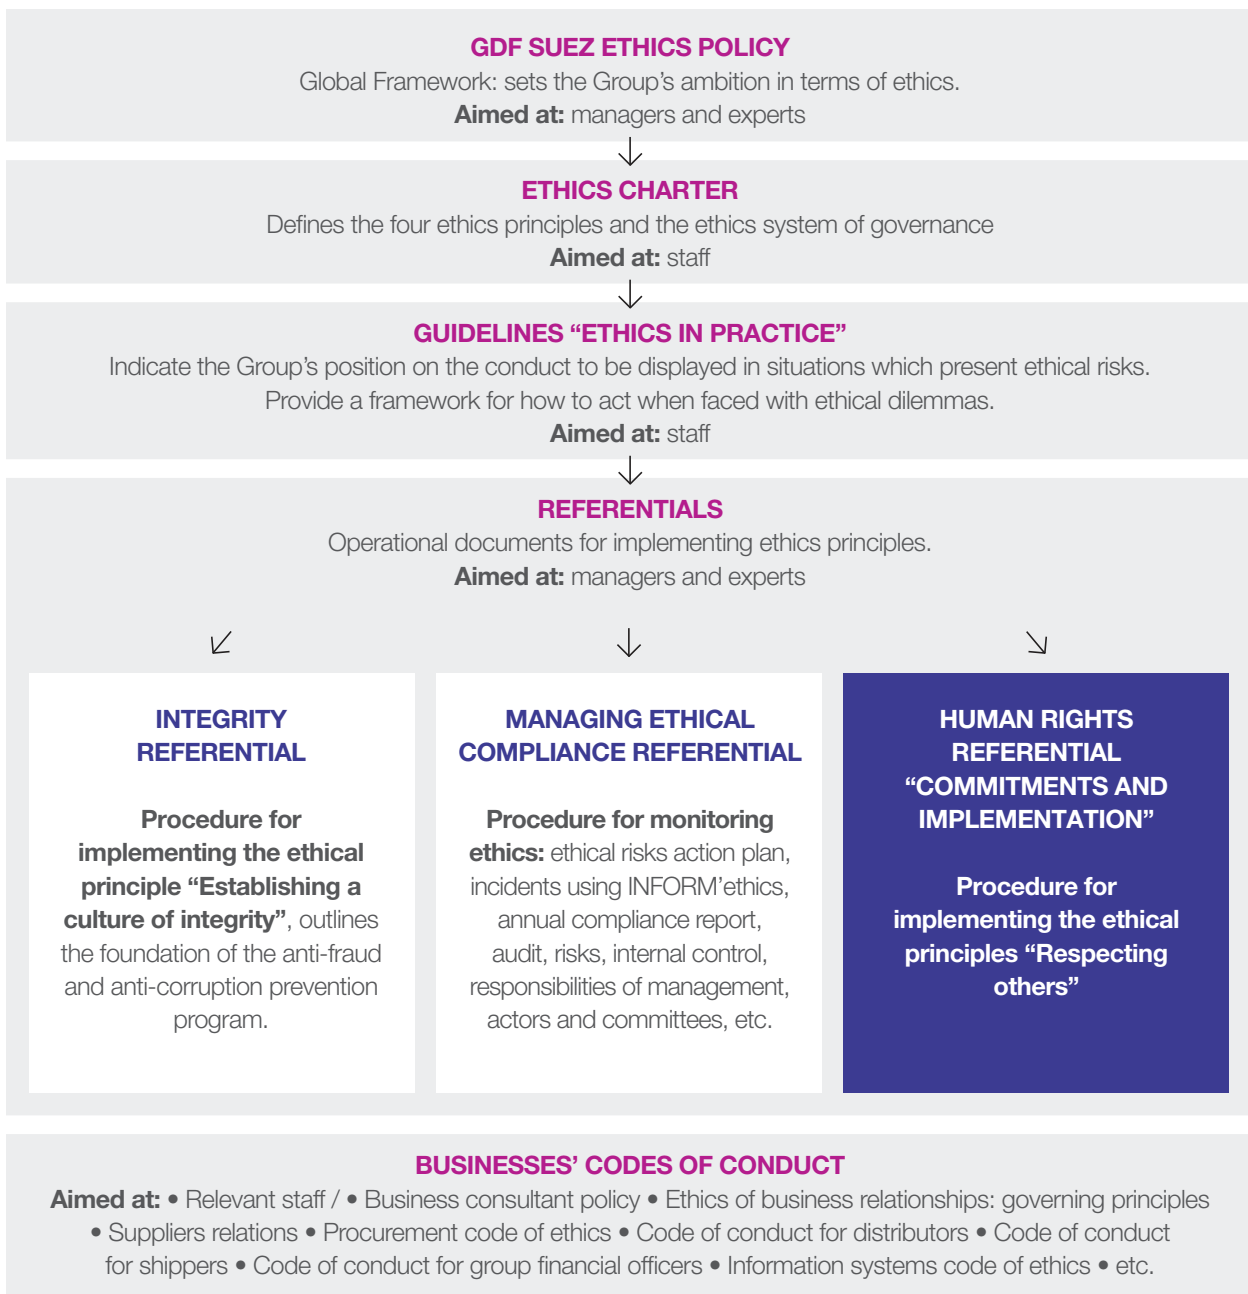 GDF SUEZ ETHICS POLICY
Global Framework: sets the Group’s ambition in terms of ethics.
Aimed at: managers and experts
ETHICS CHARTER
Defines the four ethics principles and the ethics system of governance
Aimed at: staff
GUIDELINES “ETHICS IN PRACTICE”
Indicate the Group’s position on the conduct to be displayed in situations which present ethical risks.
Provide a framework for how to act when faced with ethical dilemmas.
Aimed at: staff
REFERENTIALS
Operational documents for implementing ethics principles.
Aimed at: managers and experts
INTEGRITY
REFERENTIAL
Procedure for
implementing the ethical
principle “Establishing a
culture of integrity”, outlines
the foundation of the anti-fraud
and anti-corruption prevention
program.
MANAGING ETHICAL
COMPLIANCE REFERENTIAL
Procedure for monitoring
ethics: ethical risks action plan,
incidents using INFORM’ethics,
annual compliance report,
audit, risks, internal control,
responsibilities of management,
actors and committees, etc.
HUMAN RIGHTS
REFERENTIAL
“COMMITMENTS AND
IMPLEMENTATION”
Procedure for
implementing the ethical
principles “Respecting
others”
BUSINESSES’ CODES OF CONDUCT
Aimed at: • Relevant staff / • Business consultant policy • Ethics of business relationships: governing principles
• Suppliers relations • Procurement code of ethics • Code of conduct for distributors • Code of conduct
for shippers • Code of conduct for group financial officers • Information systems code of ethics • etc.